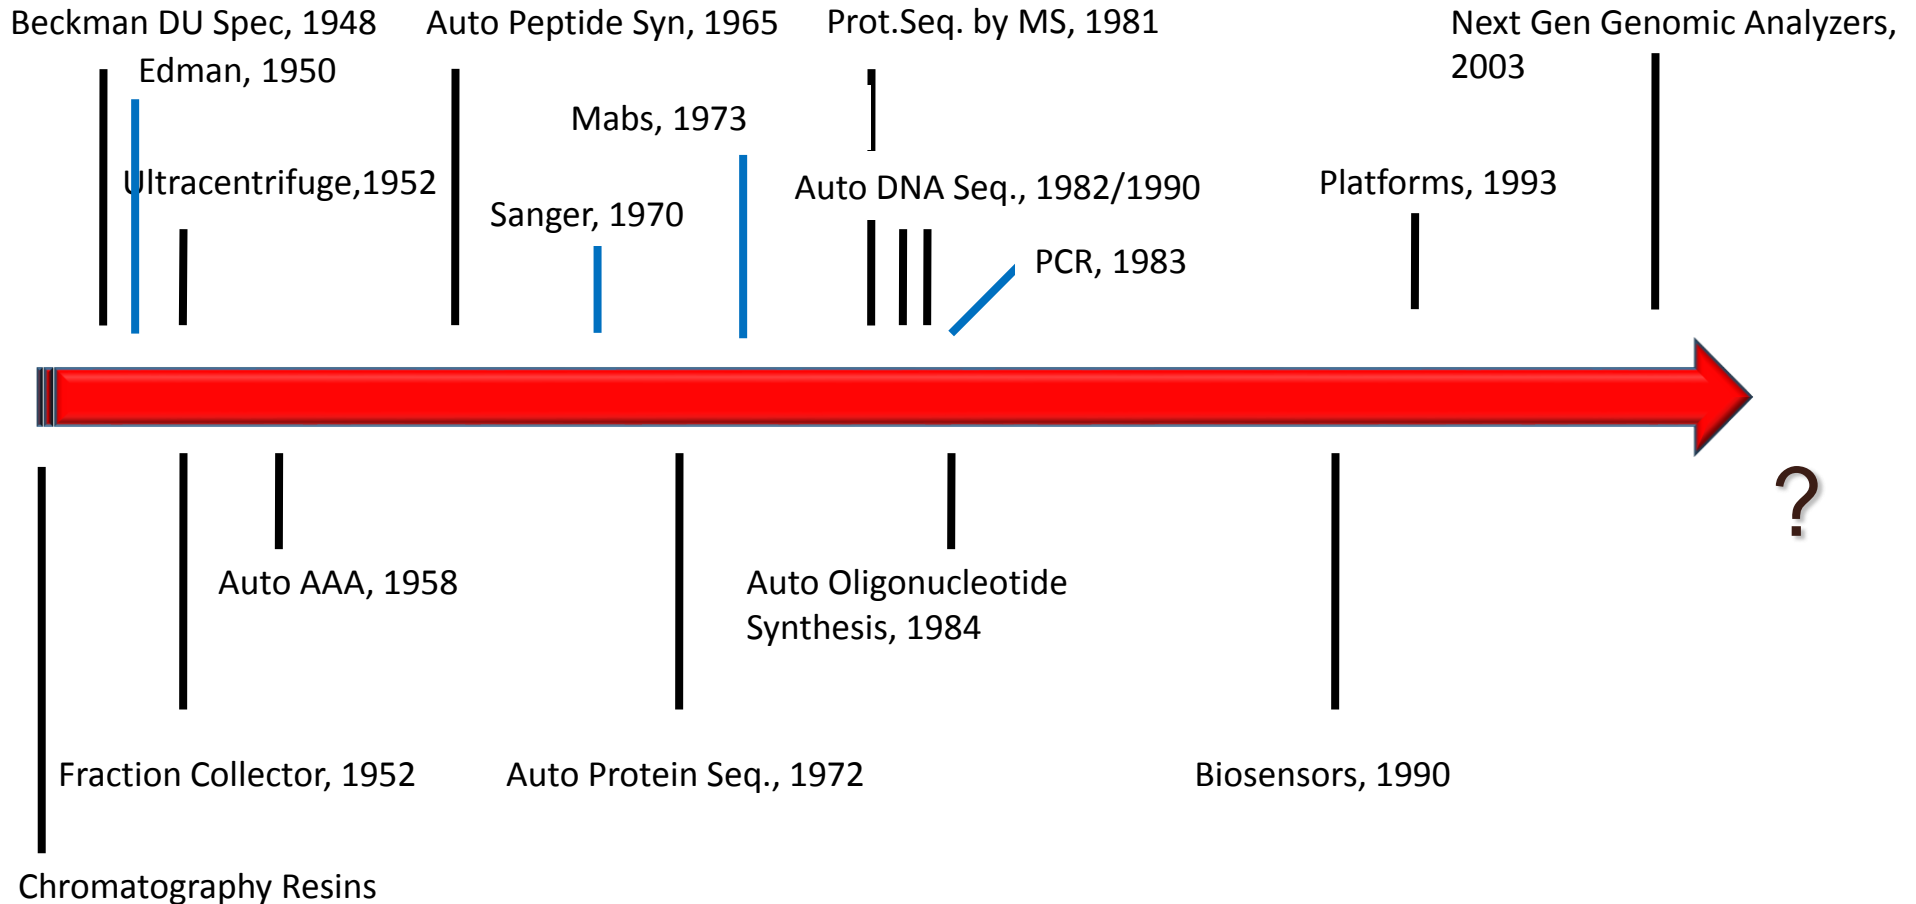 Beckman DU Spec, 1948
Auto Peptide Syn, 1965
Prot.Seq. by MS, 1981
Next Gen Genomic Analyzers,
2003
Edman, 1950
Mabs, 1973
Ultracentrifuge,1952
Sanger, 1970
Auto DNA Seq., 1982/1990
Platforms, 1993
PCR, 1983
?
Auto AAA, 1958
Auto Oligonucleotide
Synthesis, 1984
Fraction Collector, 1952
Auto Protein Seq., 1972
Biosensors, 1990
Chromatography Resins